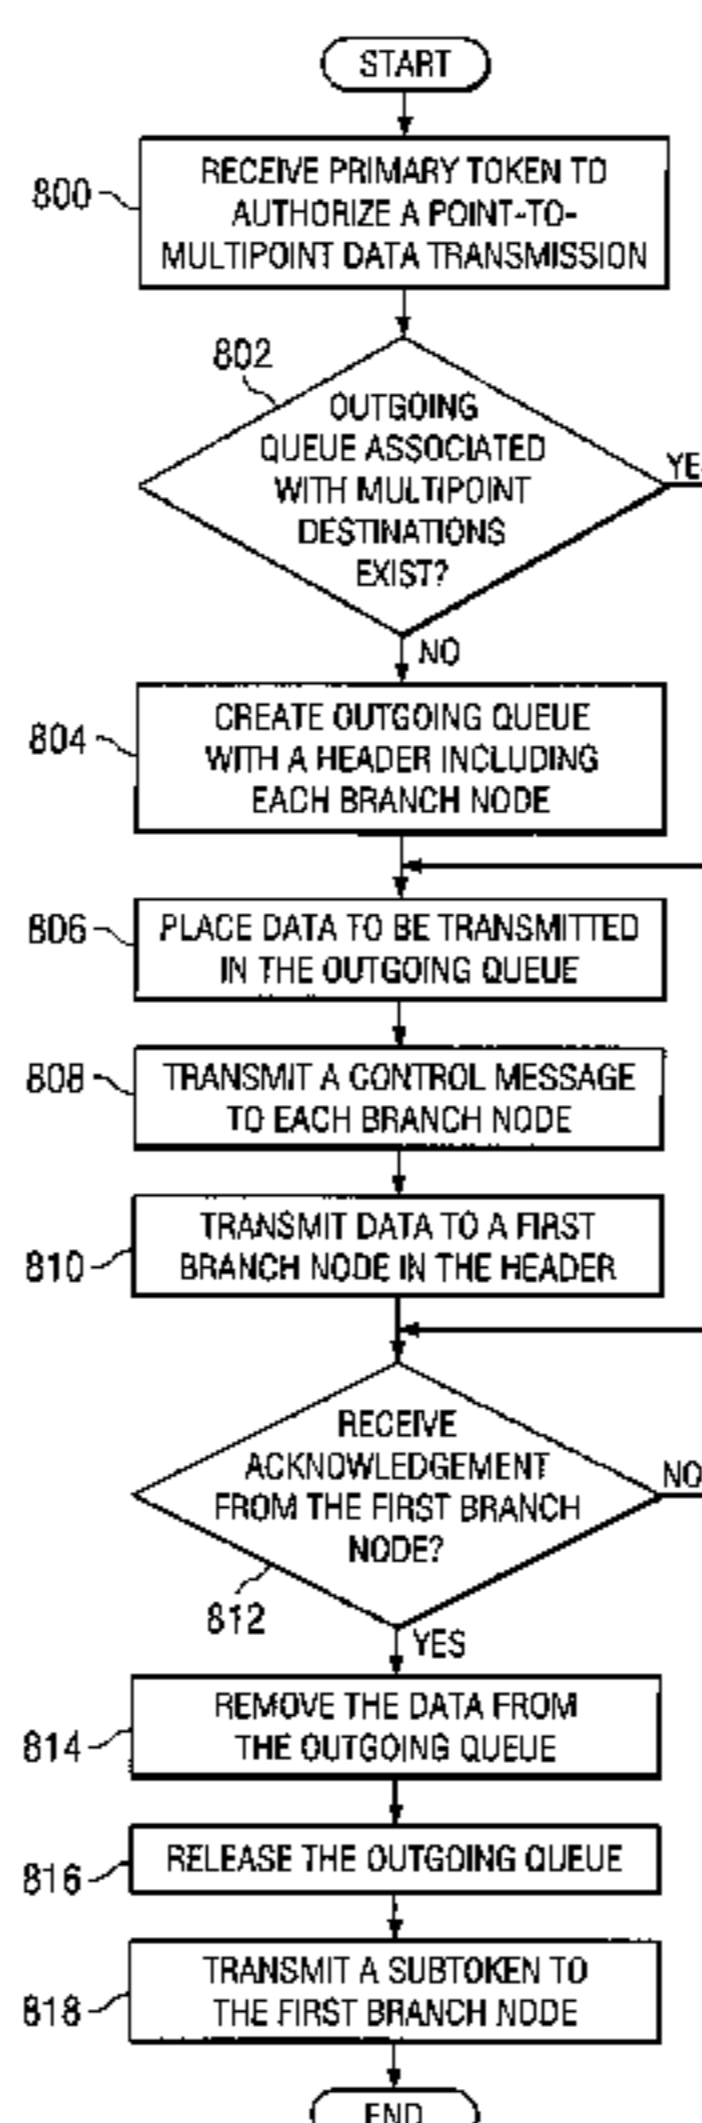 START
800
RECEIVE PRIMARY TOKEN TO
AUTHORIZE A POINT-TO-
MULTIPOINT DATA TRANSMISSION
802
OUTGOING
QUEUE ASSOCIATED
WITH MULTIPOINT
DESTINATIONS
EXIST?
YE
NO
804
CREATE OUTGOING QUEUE
WITH A HEADER INCLUDING
EACH BRANCH NODE
806
PLACE DATA TO BE TRANSMITTED
IN THE OUTGOING QUEUE
808
TRANSMIT A CONTROL MESSAGE
TO EACH BRANCH NODE
810
TRANSMIT DATA TO A FIRST
BRANCH NODE IN THE HEADER
RECEIVE
ACKNOWLEDGEMENT
FROM THE FIRST BRANCH
NODE?
NO
812
YES
814
REMOVE THE DATA FROM
THE OUTGOING QUEUE
816
RELEASE THE OUTGOING QUEUE
818
TRANSMIT A SUBTOKEN TO
THE FIRST BRANCH NODE
END